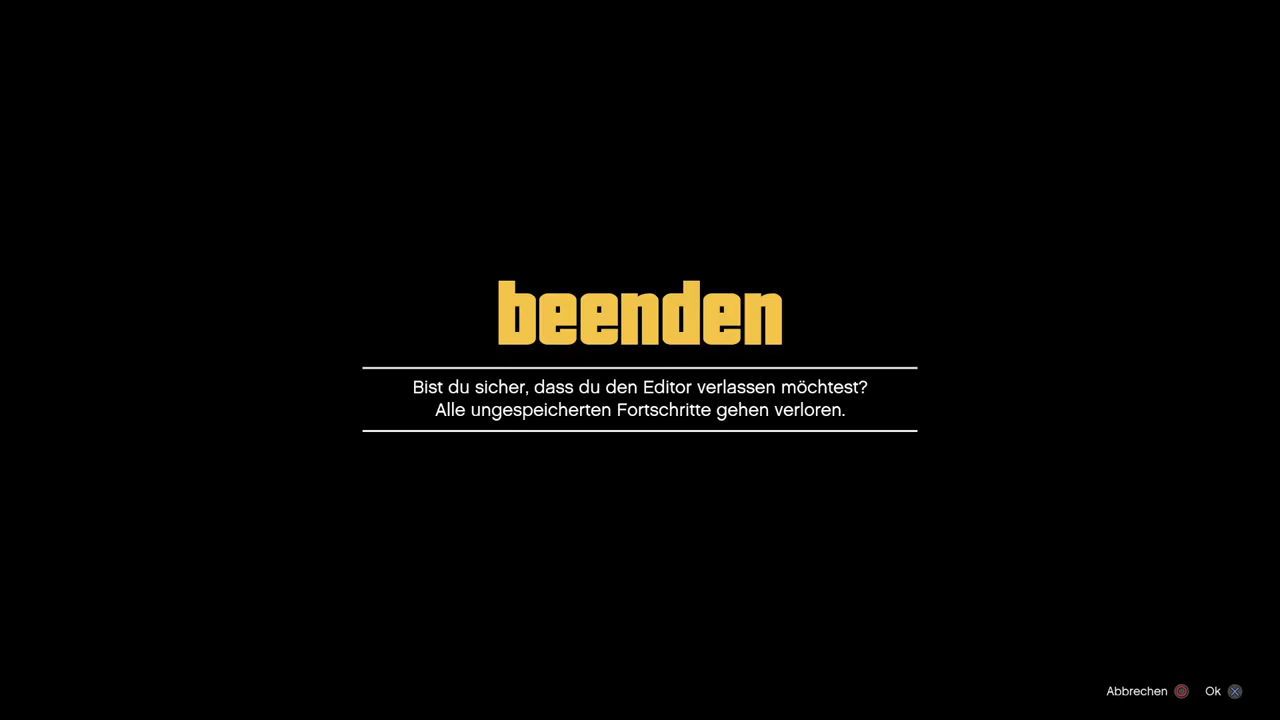 beenden
Bist du sicher, dass du den Editor verlassen möchtest?
Alle ungespeicherten Fortschritte gehen verloren.
Abbrechen Ok